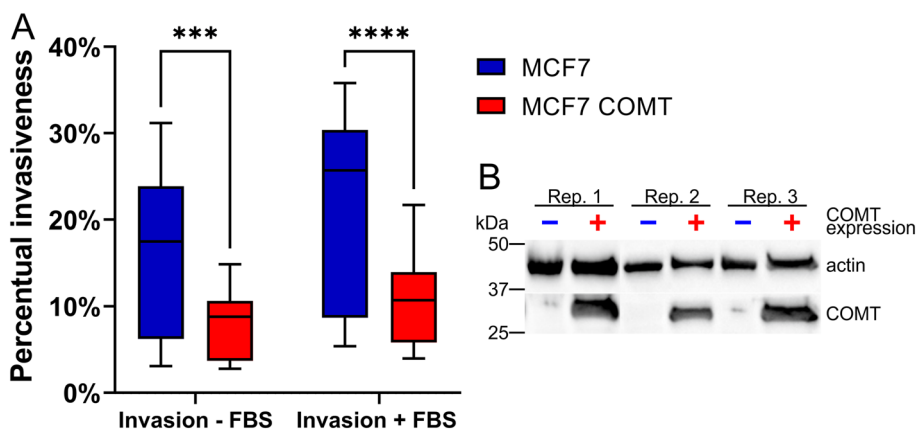 A
Percentual invasiveness
40%
30%
20%
10%
0%
***
****
Invasion - FBS
Invasion + FBS
MCF7
MCF7 COMT
B
Rep. 1 Rep. 2 Rep. 3
kDa − + − + − + COMT
expression
50
actin
37
COMT
25